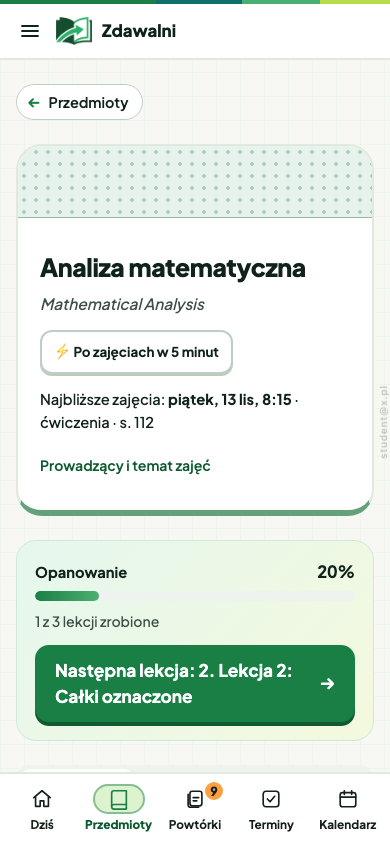 Zdawalni
← Przedmioty
Analiza matematyczna
Mathematical Analysis
⚡ Po zajęciach w 5 minut
Najbliższe zajęcia: piątek, 13 lis, 8:15 ·
ćwiczenia · s. 112
Prowadzący i temat zajęć
student@x.pl
Opanowanie 20%
1 z 3 lekcji zrobione
Następna lekcja: 2. Lekcja 2: →
Całki oznaczone
9
Dziś Przedmioty Powtórki Terminy Kalendarz